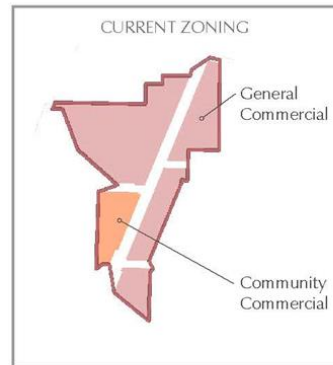 CURRENT ZONING
General
Commercial
Community
Commercial